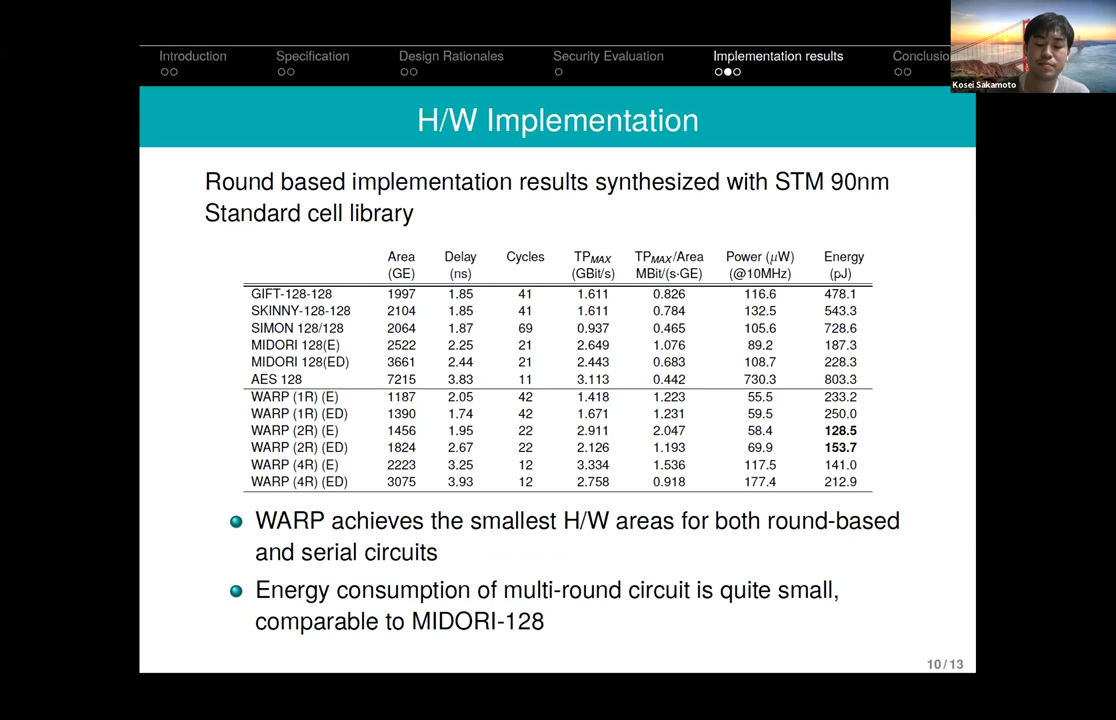 Introduction Specification Design Rationales Security Evaluation Implementation results Conclusio
Kosei Sakamoto
H/W Implementation
Round based implementation results synthesized with STM 90nm
Standard cell library
Area Delay Cycles TPMAX TPMAX/Area Power (μW) Energy
(GE) (ns) (GBit/s) MBit/(s·GE) (@10MHz) (pJ)
GIFT-128-128 1997 1.85 41 1.611 0.826 116.6 478.1
SKINNY-128-128 2104 1.85 41 1.611 0.784 132.5 543.3
SIMON 128/128 2064 1.87 69 0.937 0.465 105.6 728.6
MIDORI 128(E) 2522 2.25 21 2.649 1.076 89.2 187.3
MIDORI 128(ED) 3661 2.44 21 2.443 0.683 108.7 228.3
AES 128 7215 3.83 11 3.113 0.442 730.3 803.3
WARP (1R) (E) 1187 2.05 42 1.418 1.223 55.5 233.2
WARP (1R) (ED) 1390 1.74 42 1.671 1.231 59.5 250.0
WARP (2R) (E) 1456 1.95 22 2.911 2.047 58.4 128.5
WARP (2R) (ED) 1824 2.67 22 2.126 1.193 69.9 153.7
WARP (4R) (E) 2223 3.25 12 3.334 1.536 117.5 141.0
WARP (4R) (ED) 3075 3.93 12 2.758 0.918 177.4 212.9
WARP achieves the smallest H/W areas for both round-based
and serial circuits
Energy consumption of multi-round circuit is quite small,
comparable to MIDORI-128
10 / 13